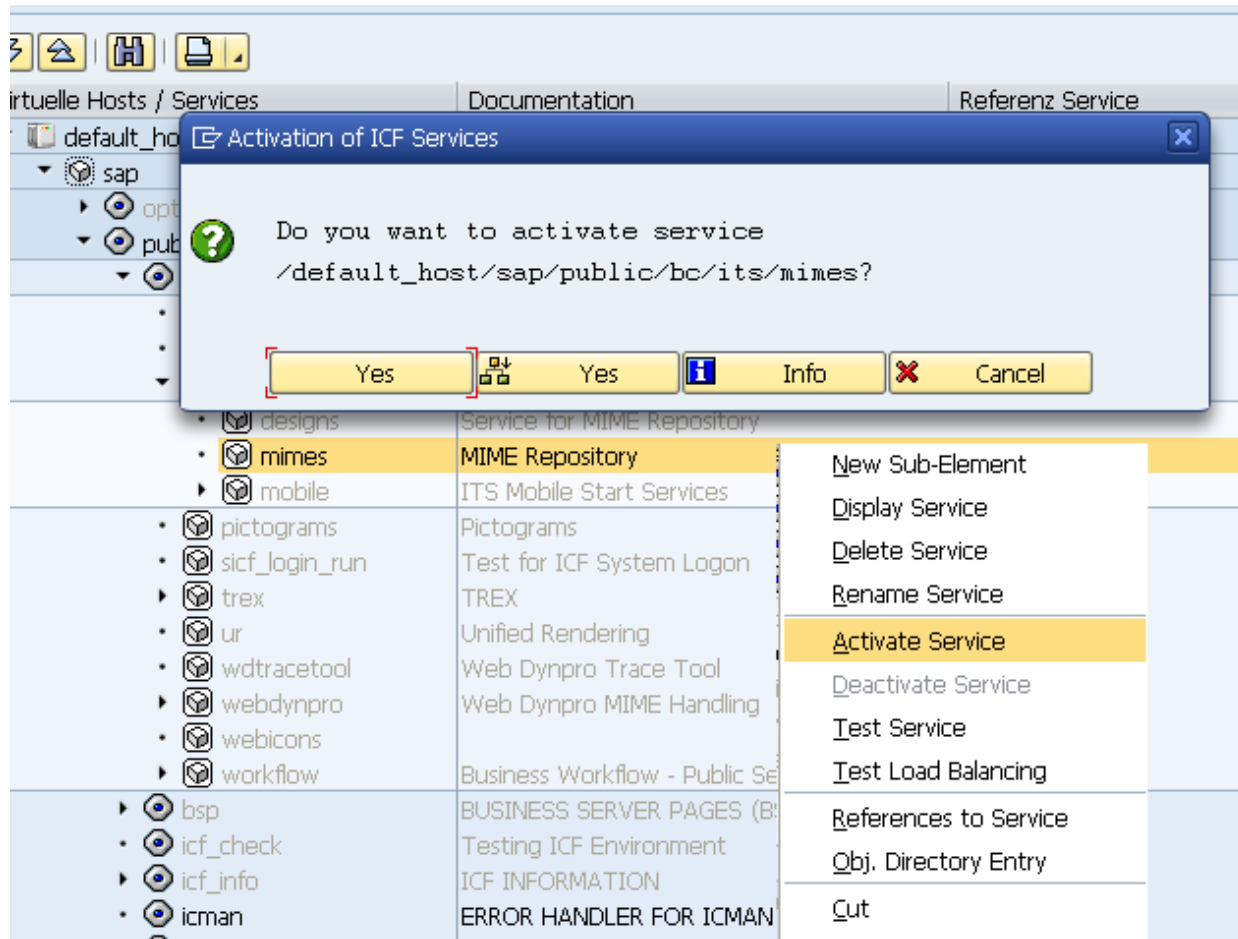 Virtuelle Hosts / Services Documentation Referenz Service
default_ho Activation of ICF Services
sap
opt
pub
Do you want to activate service
/default_host/sap/public/bc/its/mimes?
Yes Yes Info Cancel
designs Service for MIME Repository
mimes MIME Repository
mobile ITS Mobile Start Services
pictograms Pictograms
sicf_login_run Test for ICF System Logon
trex TREX
ur Unified Rendering
wdtracetool Web Dynpro Trace Tool
webdynpro Web Dynpro MIME Handling
webicons
workflow Business Workflow - Public Se
bsp BUSINESS SERVER PAGES (B
icf_check Testing ICF Environment
icf_info ICF INFORMATION
icman ERROR HANDLER FOR ICMAN
New Sub-Element
Display Service
Delete Service
Rename Service
Activate Service
Deactivate Service
Test Service
Test Load Balancing
References to Service
Obj. Directory Entry
Cut